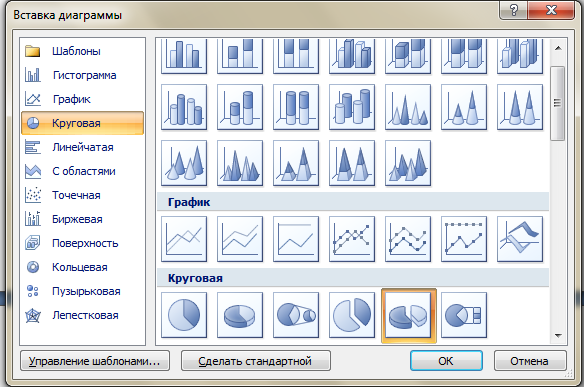 Вставка диаграммы
Шаблоны
Гистограмма
График
Круговая
Линейчатая
С областями
Точечная
Биржевая
Поверхность
Кольцевая
Пузырьковая
Лепестковая
График
Круговая
Управление шаблонами...
Сделать стандартной
ОК
Отмена